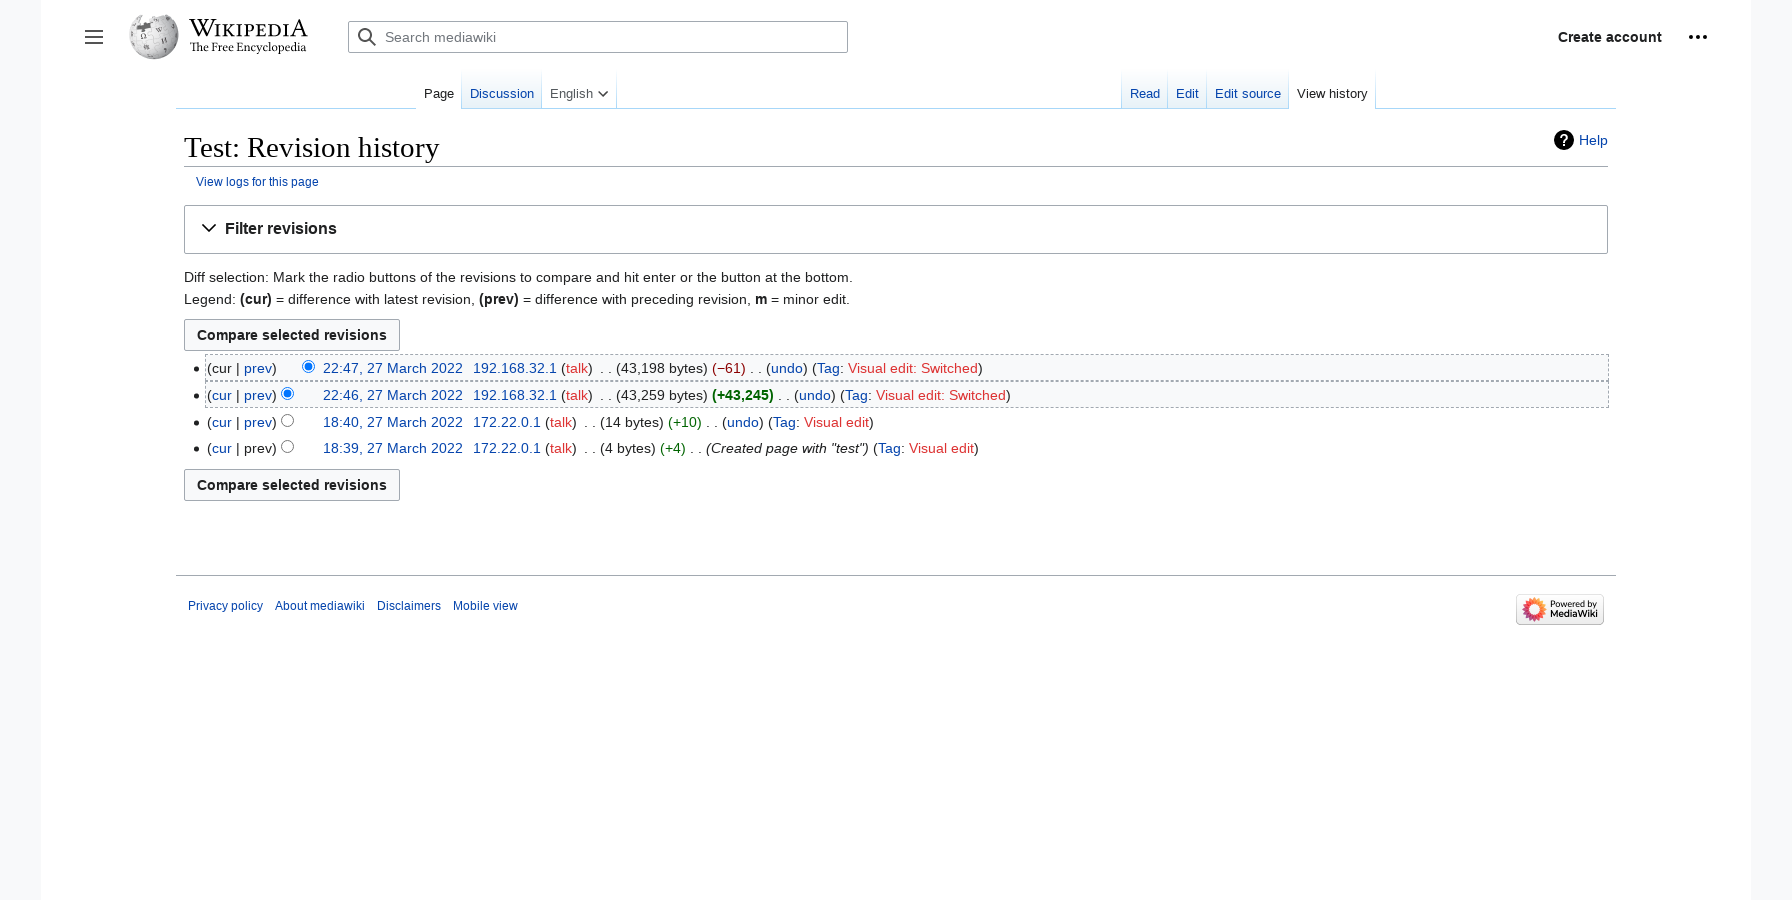 WIKIPEDIA
The Free Encyclopedia
Search mediawiki
Create account
Page Discussion English Read Edit Edit source View history
Test: Revision history
Help
View logs for this page
Filter revisions
Diff selection: Mark the radio buttons of the revisions to compare and hit enter or the button at the bottom.
Legend: (cur) = difference with latest revision, (prev) = difference with preceding revision, m = minor edit.
Compare selected revisions
(cur | prev) 22:47, 27 March 2022 192.168.32.1 (talk) . . (43,198 bytes) (−61) . . (undo) (Tag: Visual edit: Switched)
(cur | prev) 22:46, 27 March 2022 192.168.32.1 (talk) . . (43,259 bytes) (+43,245) . . (undo) (Tag: Visual edit: Switched)
(cur | prev) 18:40, 27 March 2022 172.22.0.1 (talk) . . (14 bytes) (+10) . . (undo) (Tag: Visual edit)
(cur | prev) 18:39, 27 March 2022 172.22.0.1 (talk) . . (4 bytes) (+4) . . (Created page with "test") (Tag: Visual edit)
Compare selected revisions
Privacy policy About mediawiki Disclaimers Mobile view
Powered by
MediaWiki